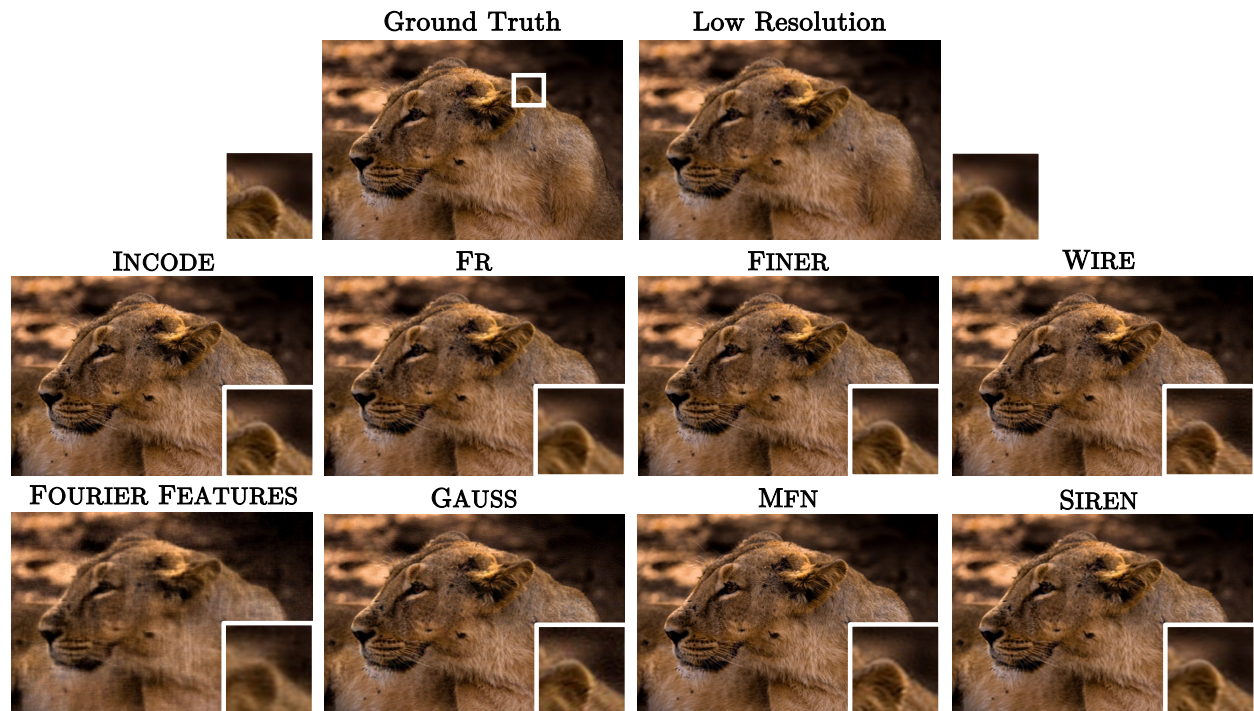 Ground Truth Low Resolution
INCODE FR FINER WIRE
FOURIER FEATURES GAUSS MFN SIREN